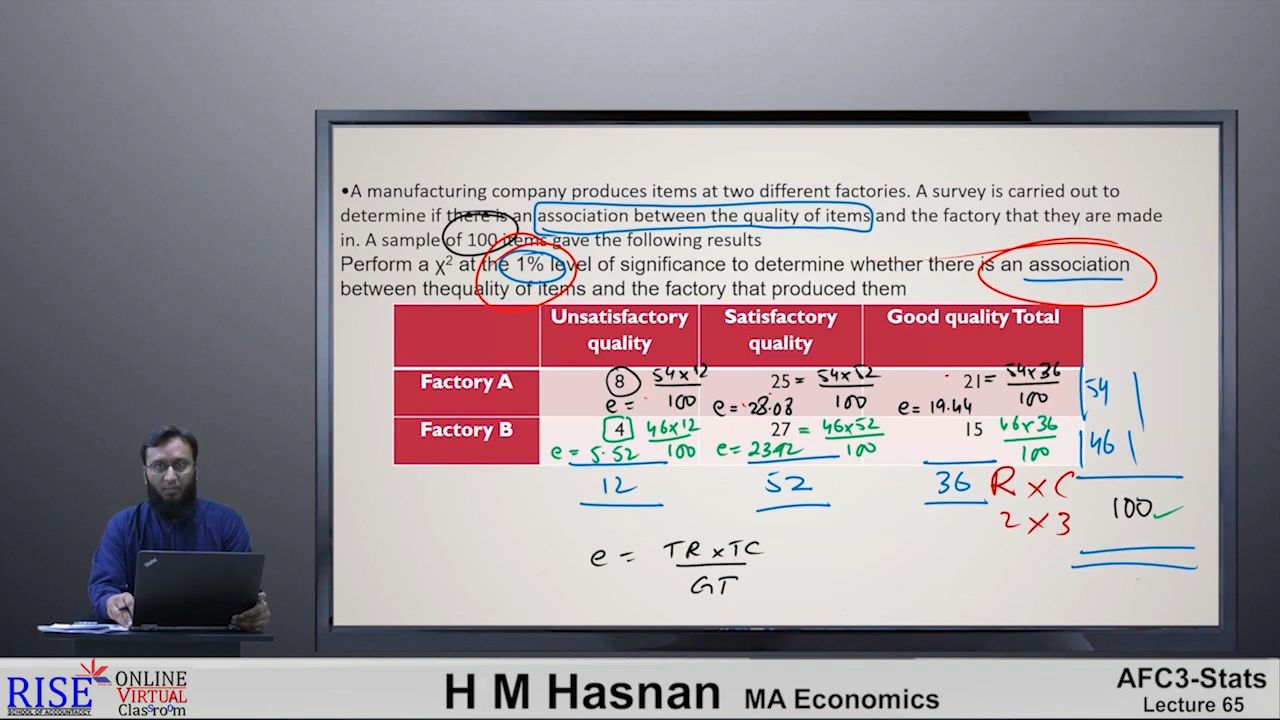 •A manufacturing company produces items at two different factories. A survey is carried out to
determine if there is an association between the quality of items and the factory that they are made
in. A sample of 100 items gave the following results
Perform a χ² at the 1% level of significance to determine whether there is an association
between thequality of items and the factory that produced them
Unsatisfactory quality
Satisfactory quality
Good quality Total
Factory A
8 54×12/100
25 = 54×52/100
21 = 54×36/100
54
e =
e = 19.44
Factory B
4 46×12/100
27 = 46×52/100
15 46×36/100
46
e = 5.52
12
52
36
R × C
100
2 × 3
e = TR × TC / GT
RISE
SCHOOL OF ACCOUNTANCY
ONLINE
VIRTUAL
Classroom
H M Hasnan MA Economics
AFC3-Stats
Lecture 65